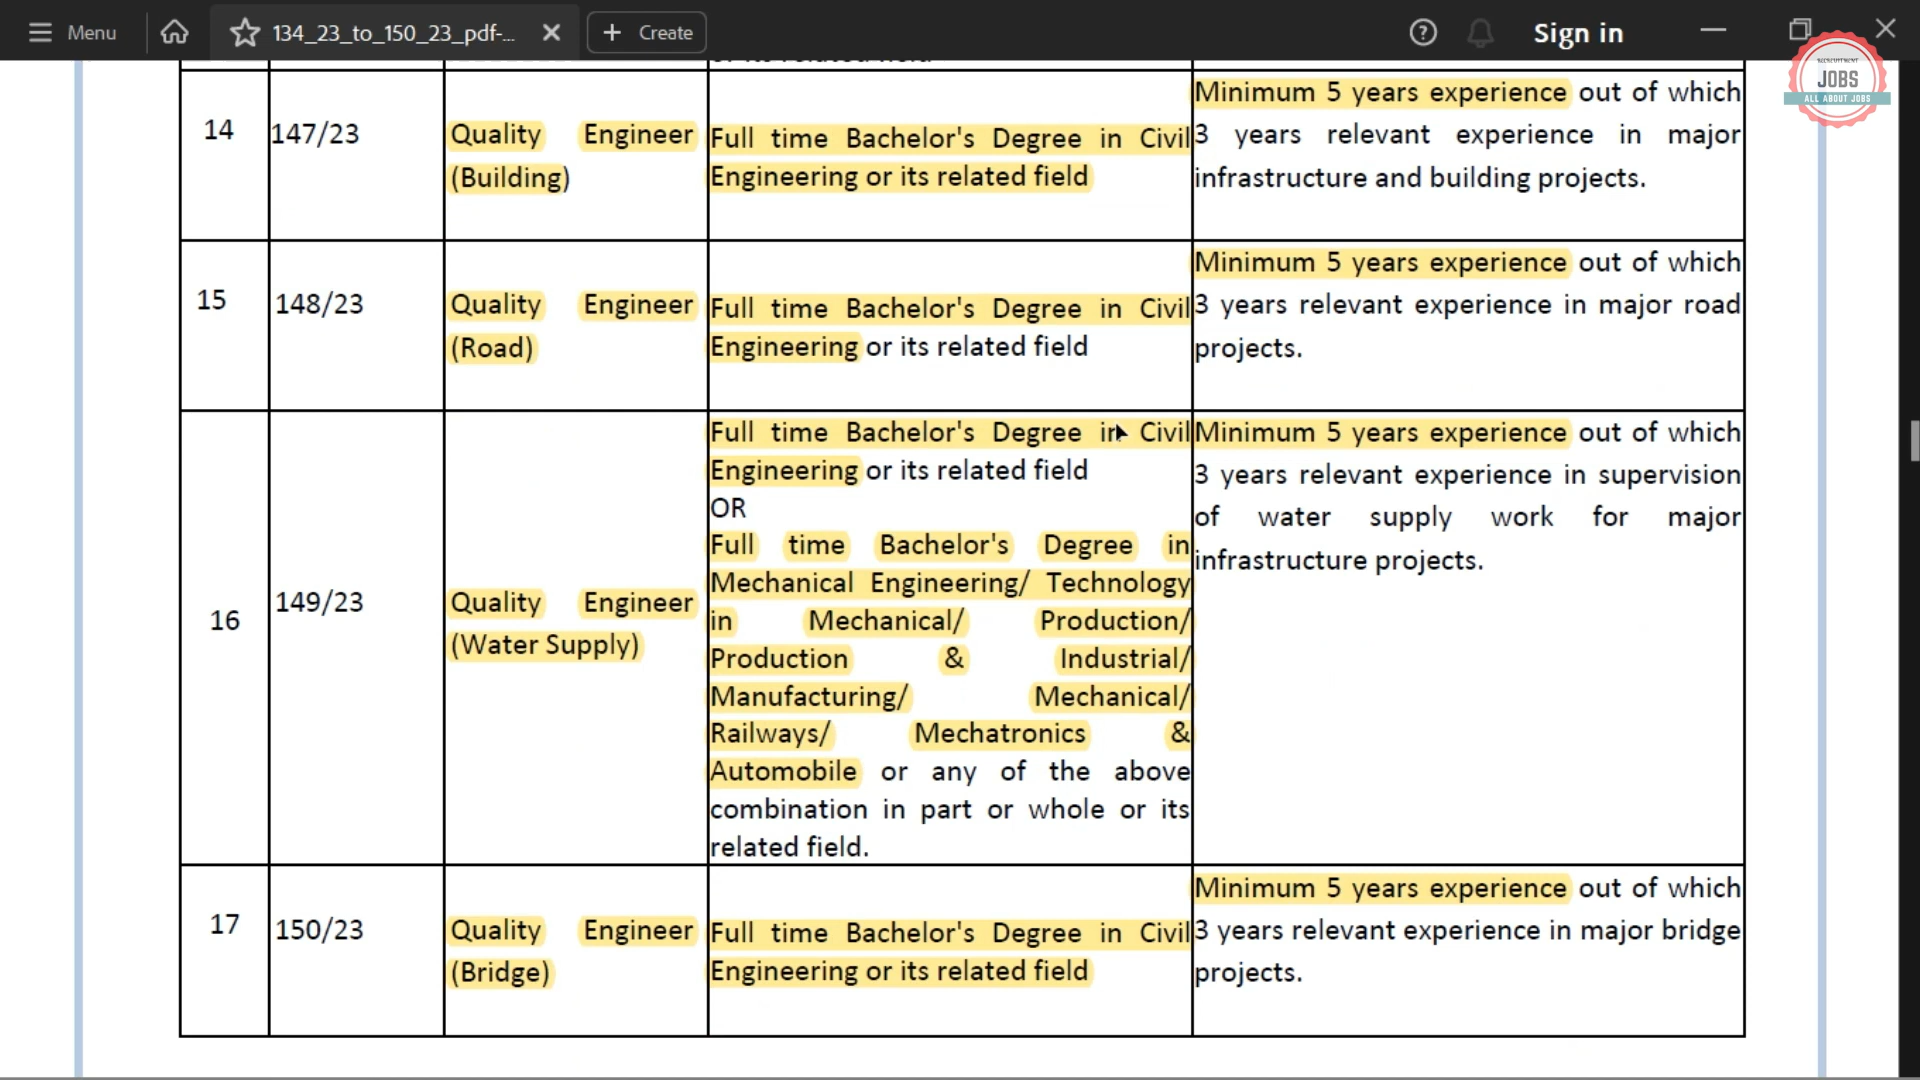 Menu
134_23_to_150_23_pdf-...
Create
Sign in
JOBS
ALL ABOUT JOBS
14
147/23
Quality Engineer
(Building)
Full time Bachelor's Degree in Civil
Engineering or its related field
Minimum 5 years experience out of which
3 years relevant experience in major
infrastructure and building projects.
15
148/23
Quality Engineer
(Road)
Full time Bachelor's Degree in Civil
Engineering or its related field
Minimum 5 years experience out of which
3 years relevant experience in major road
projects.
16
149/23
Quality Engineer
(Water Supply)
Full time Bachelor's Degree in Civil
Engineering or its related field
OR
Full time Bachelor's Degree in
Mechanical Engineering/ Technology
in Mechanical/ Production/
Production & Industrial/
Manufacturing/ Mechanical/
Railways/ Mechatronics &
Automobile or any of the above
combination in part or whole or its
related field.
Minimum 5 years experience out of which
3 years relevant experience in supervision
of water supply work for major
infrastructure projects.
17
150/23
Quality Engineer
(Bridge)
Full time Bachelor's Degree in Civil
Engineering or its related field
Minimum 5 years experience out of which
3 years relevant experience in major bridge
projects.